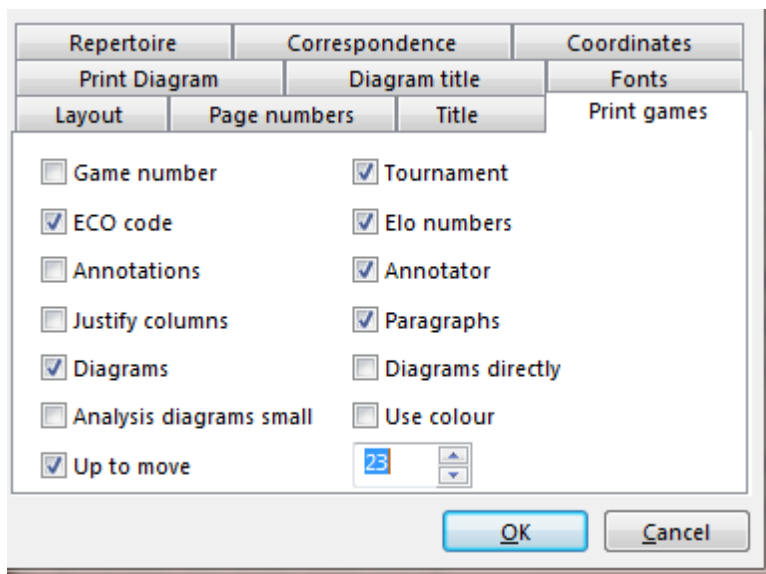 Repertoire Correspondence Coordinates
Print Diagram Diagram title Fonts
Layout Page numbers Title Print games
Game number Tournament
ECO code Elo numbers
Annotations Annotator
Justify columns Paragraphs
Diagrams Diagrams directly
Analysis diagrams small Use colour
Up to move 23
OK Cancel